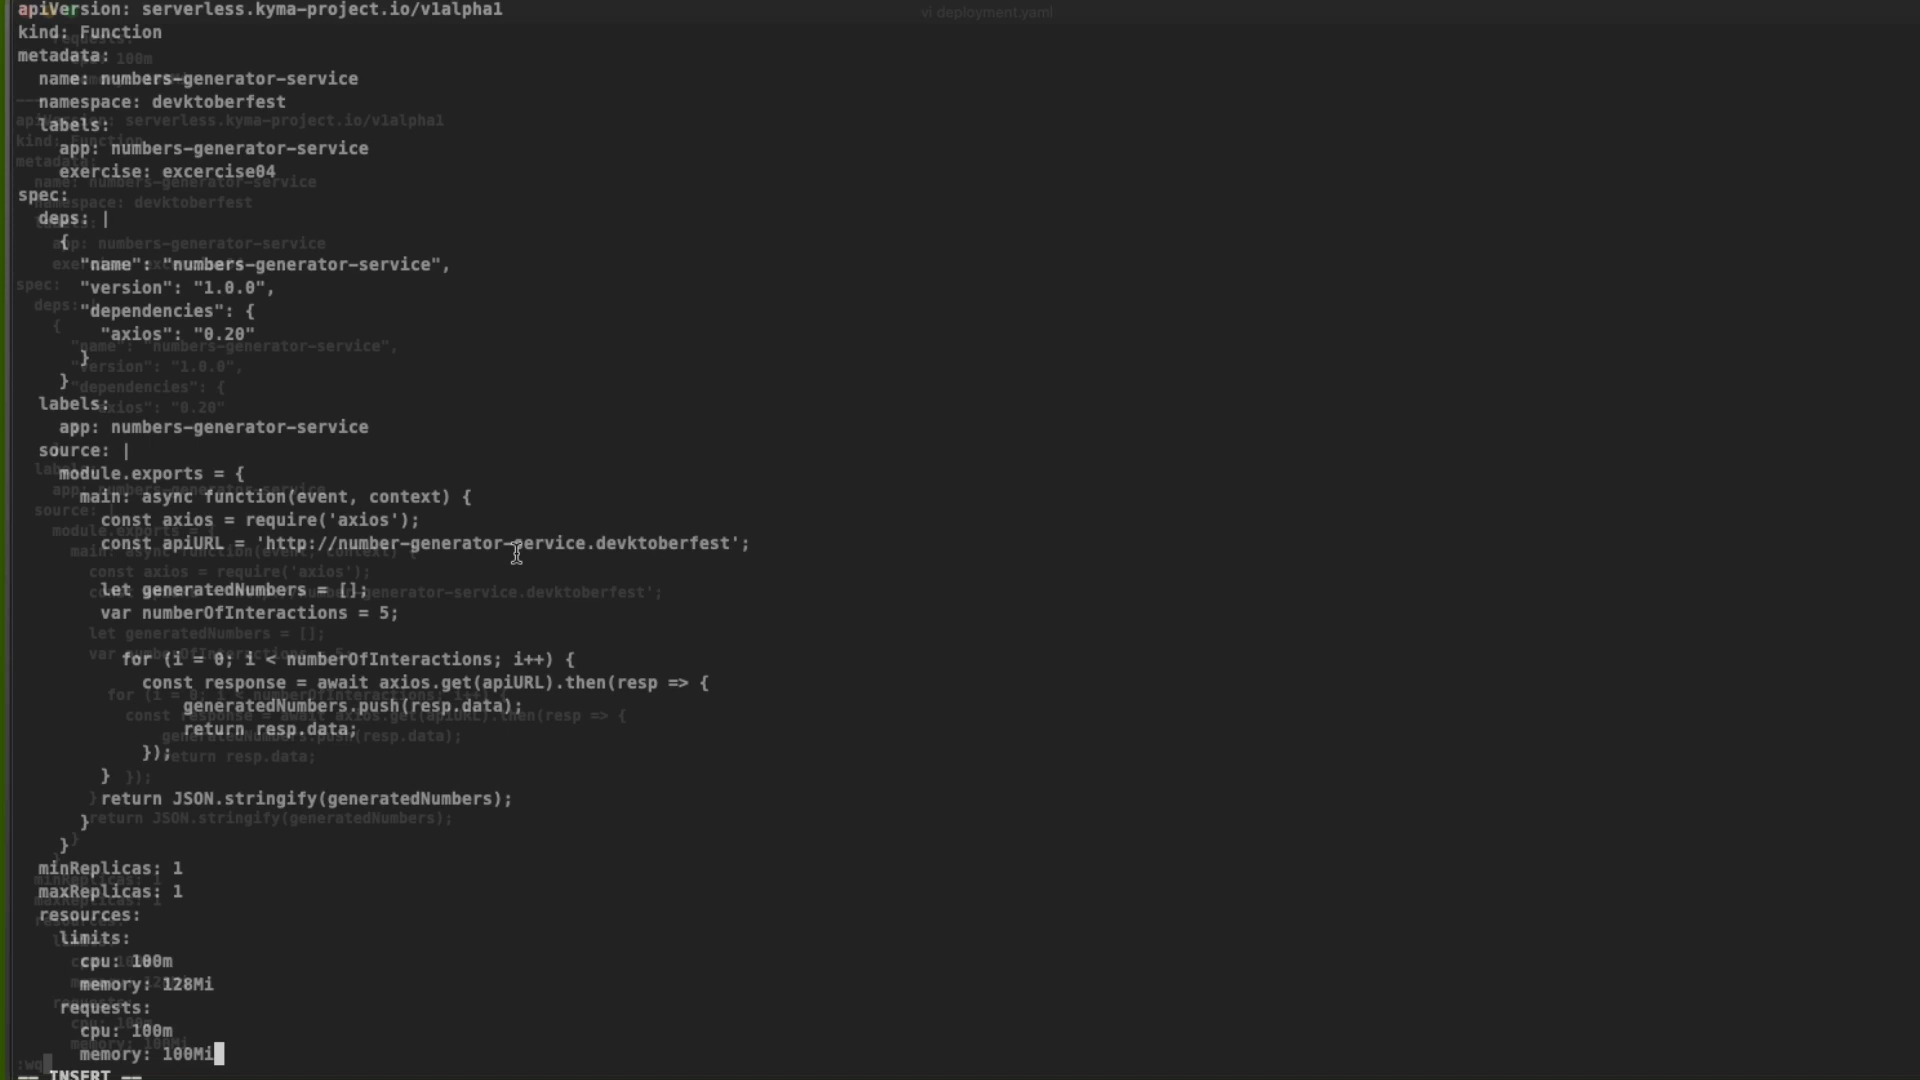 vi deployment.yaml
apiVersion: serverless.kyma-project.io/v1alpha1
kind: Function
metadata:
  name: numbers-generator-service
  namespace: devktoberfest
  labels:
    app: numbers-generator-service
    exercise: excercise04
spec:
  deps: |
    {
      "name": "numbers-generator-service",
      "version": "1.0.0",
      "dependencies": {
        "axios": "0.20"
      }
    }
  labels:
    app: numbers-generator-service
  source: |
    module.exports = {
      main: async function(event, context) {
        const axios = require('axios');
        const apiURL = 'http://number-generator-service.devktoberfest';
        let generatedNumbers = [];
        var numberOfInteractions = 5;
          for (i = 0; i < numberOfInteractions; i++) {
            const response = await axios.get(apiURL).then(resp => {
                generatedNumbers.push(resp.data);
                return resp.data;
            });
        }
        return JSON.stringify(generatedNumbers);
      }
    }
  minReplicas: 1
  maxReplicas: 1
  resources:
    limits:
      cpu: 100m
      memory: 128Mi
    requests:
      cpu: 100m
      memory: 100Mi
:wq
-- INSERT --